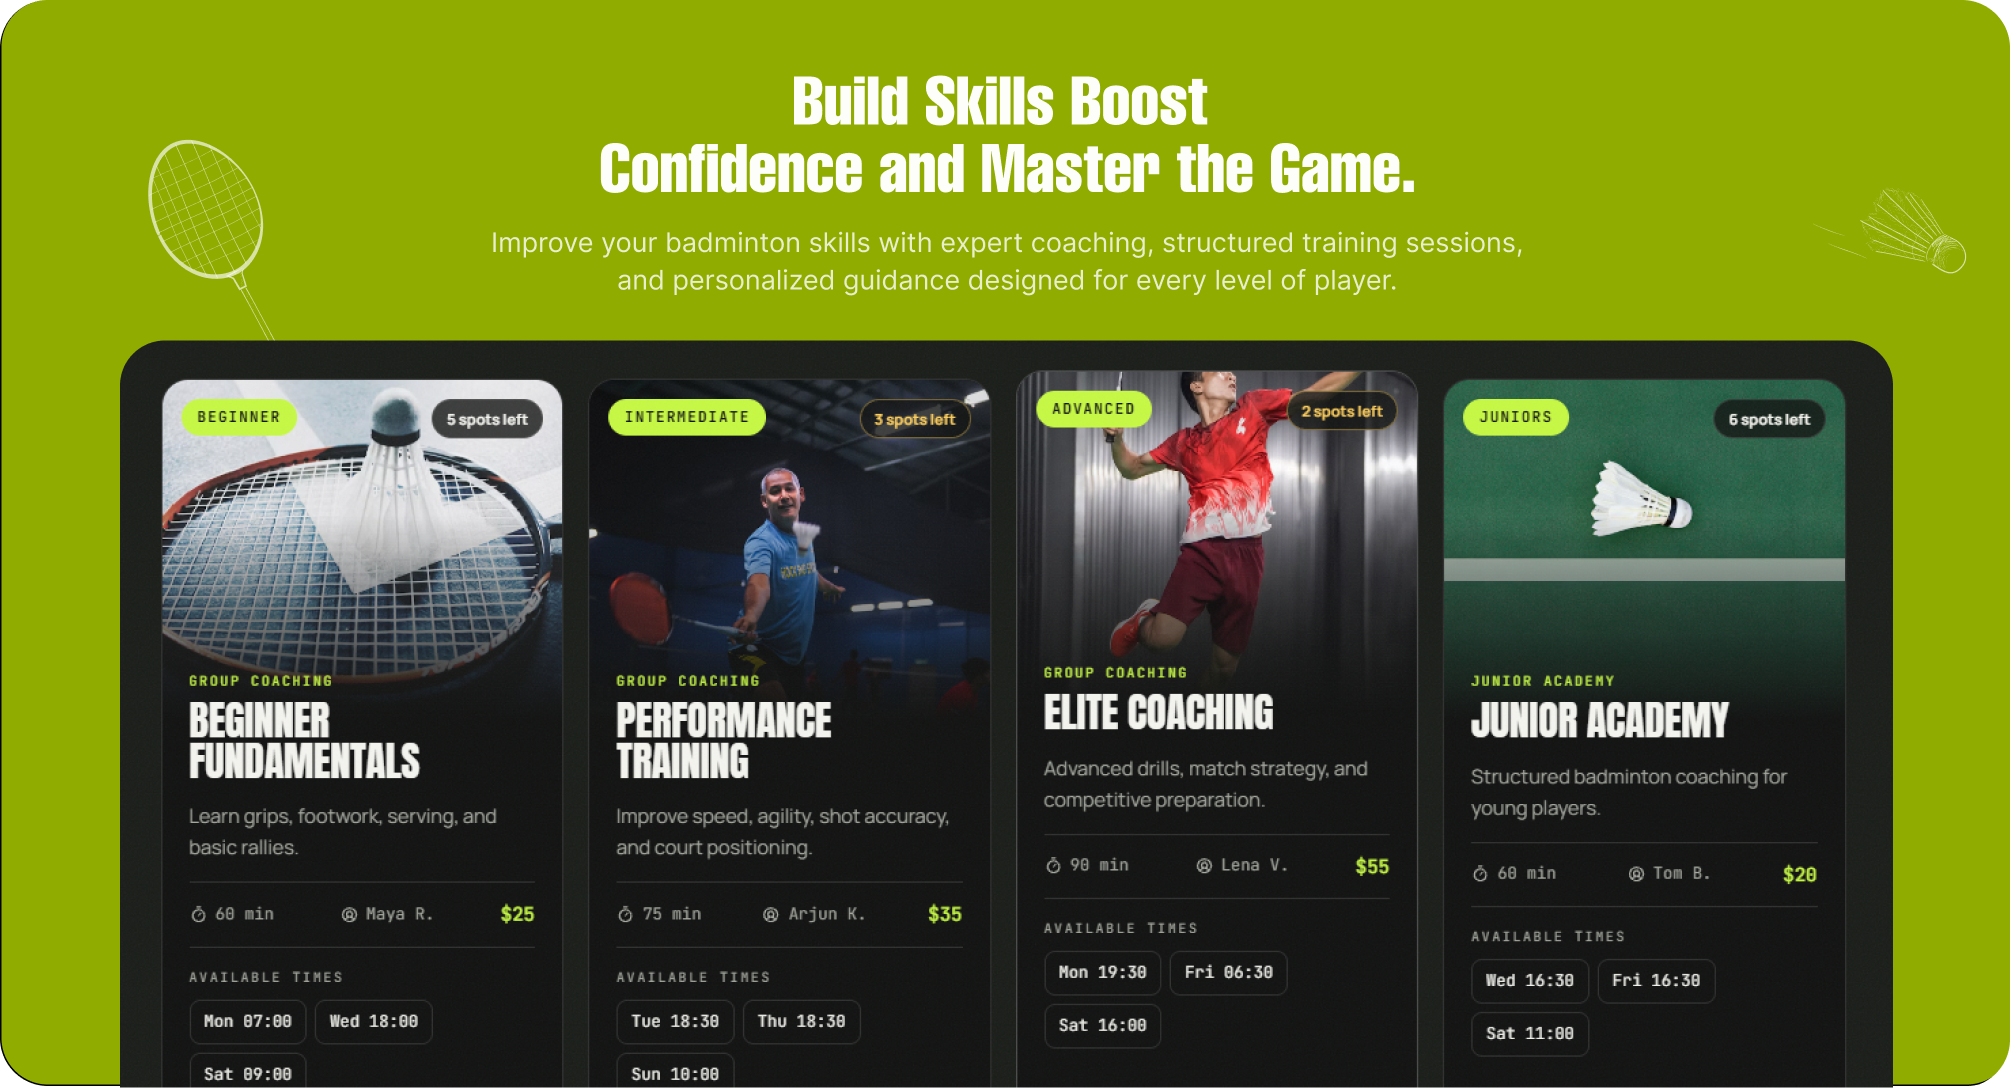 Build Skills Boost
Confidence and Master the Game.
Improve your badminton skills with expert coaching, structured training sessions,
and personalized guidance designed for every level of player.
BEGINNER
5 spots left
GROUP COACHING
BEGINNER
FUNDAMENTALS
Learn grips, footwork, serving, and
basic rallies.
60 min
Maya R.
$25
AVAILABLE TIMES
Mon 07:00
Wed 18:00
Sat 09:00
INTERMEDIATE
3 spots left
GROUP COACHING
PERFORMANCE
TRAINING
Improve speed, agility, shot accuracy,
and court positioning.
75 min
Arjun K.
$35
AVAILABLE TIMES
Tue 18:30
Thu 18:30
Sun 10:00
ADVANCED
2 spots left
GROUP COACHING
ELITE COACHING
Advanced drills, match strategy, and
competitive preparation.
90 min
Lena V.
$55
AVAILABLE TIMES
Mon 19:30
Fri 06:30
Sat 16:00
JUNIORS
6 spots left
JUNIOR ACADEMY
JUNIOR ACADEMY
Structured badminton coaching for
young players.
60 min
Tom B.
$20
AVAILABLE TIMES
Wed 16:30
Fri 16:30
Sat 11:00